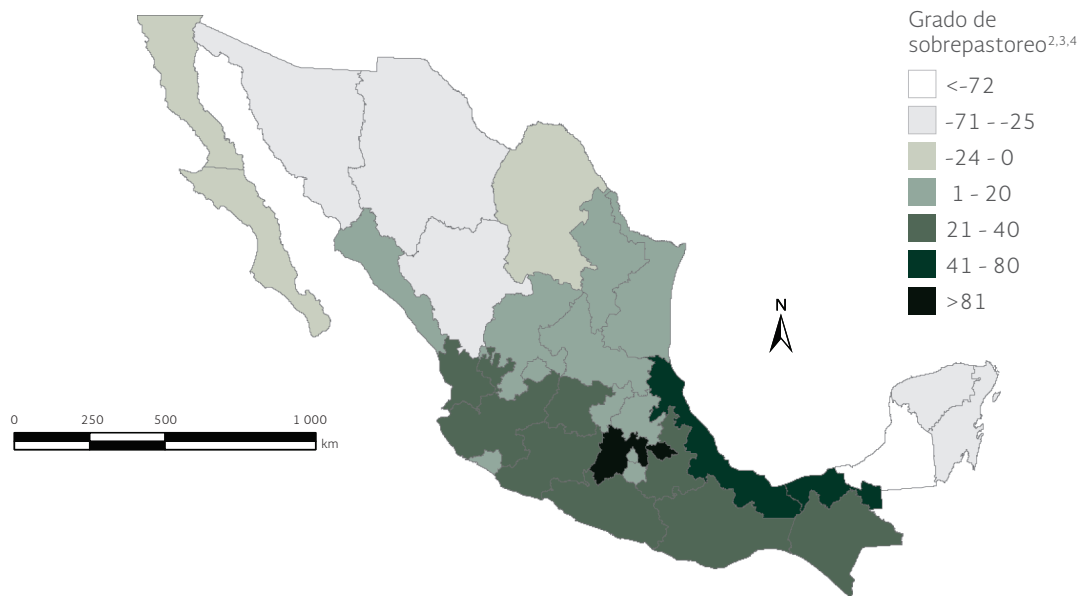 Grado de
sobrepastoreo2,3,4
<-72
-71 - -25
-24 - 0
1 - 20
21 - 40
41 - 80
>81
N
0 250 500 1 000
km